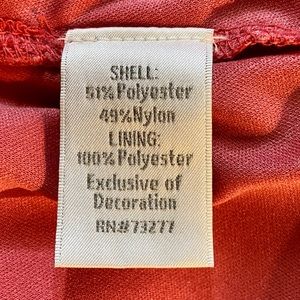 SHELL:
51%Polyester
49%Nylon
LINING:
100%Polyester
Exclusive of
Decoration
RN#73277